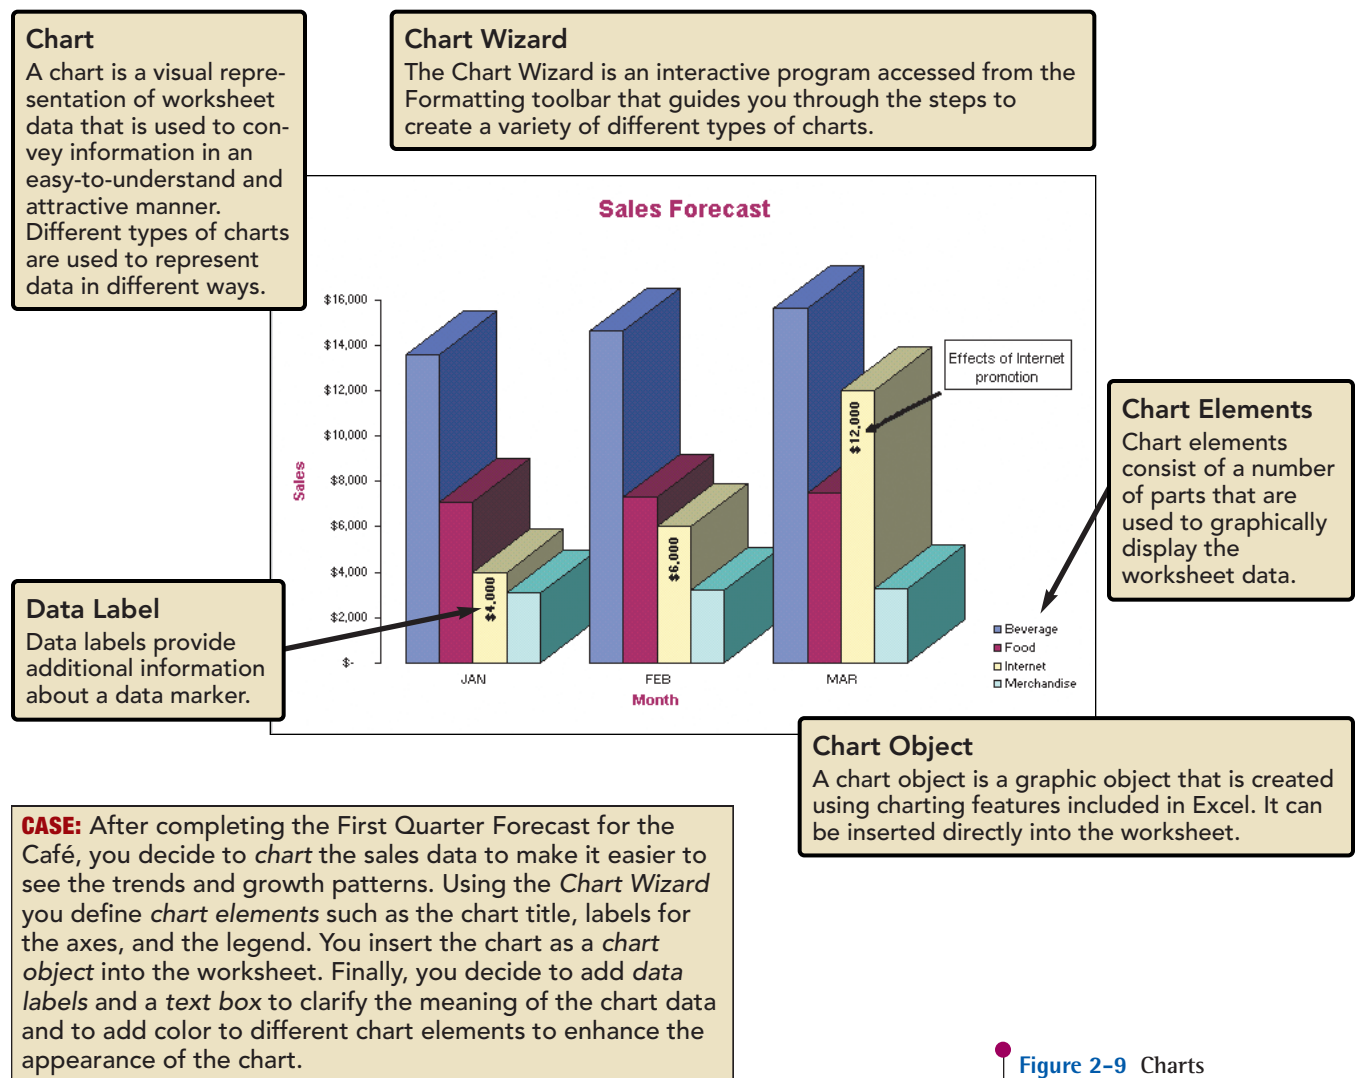 Chart
A chart is a visual repre-
sentation of worksheet
data that is used to con-
vey information in an
easy-to-understand and
attractive manner.
Different types of charts
are used to represent
data in different ways.
Chart Wizard
The Chart Wizard is an interactive program accessed from the
Formatting toolbar that guides you through the steps to
create a variety of different types of charts.
Sales Forecast
$16,000
$14,000
$12,000
$10,000
$8,000
$6,000
$4,000
$2,000
$-
Sales
$4,000
$6,000
$12,000
Effects of Internet
promotion
JAN
FEB
MAR
Month
Beverage
Food
Internet
Merchandise
Chart Elements
Chart elements
consist of a number
of parts that are
used to graphically
display the
worksheet data.
Data Label
Data labels provide
additional information
about a data marker.
Chart Object
A chart object is a graphic object that is created
using charting features included in Excel. It can
be inserted directly into the worksheet.
CASE: After completing the First Quarter Forecast for the
Café, you decide to chart the sales data to make it easier to
see the trends and growth patterns. Using the Chart Wizard
you define chart elements such as the chart title, labels for
the axes, and the legend. You insert the chart as a chart
object into the worksheet. Finally, you decide to add data
labels and a text box to clarify the meaning of the chart data
and to add color to different chart elements to enhance the
appearance of the chart.
Figure 2-9 Charts